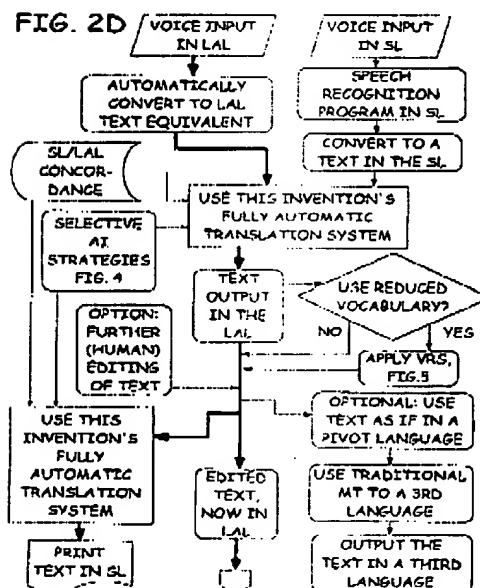 FIG. 2D
VOICE INPUT
IN LAL
VOICE INPUT
IN SL
AUTOMATICALLY
CONVERT TO LAL
TEXT EQUIVALENT
SPEECH
RECOGNITION
PROGRAM IN SL
CONVERT TO A
TEXT IN THE SL
SL/LAL
CONCOR-
DANCE
USE THIS INVENTION'S
FULLY AUTOMATIC
TRANSLATION SYSTEM
SELECTIVE
AI
STRATEGIES
FIG. 4
TEXT
OUTPUT
IN THE
LAL
USE REDUCED
VOCABULARY?
NO
YES
OPTION:
FURTHER
(HUMAN)
EDITING
OF TEXT
APPLY VRS,
FIG.5
USE THIS
INVENTION'S
FULLY
AUTOMATIC
TRANSLATION
SYSTEM
OPTIONAL: USE
TEXT AS IF IN A
PIVOT LANGUAGE
EDITED
TEXT,
NOW IN
LAL
USE TRADITIONAL
MT TO A 3RD
LANGUAGE
PRINT
TEXT IN SL
OUTPUT THE
TEXT IN A THIRD
LANGUAGE